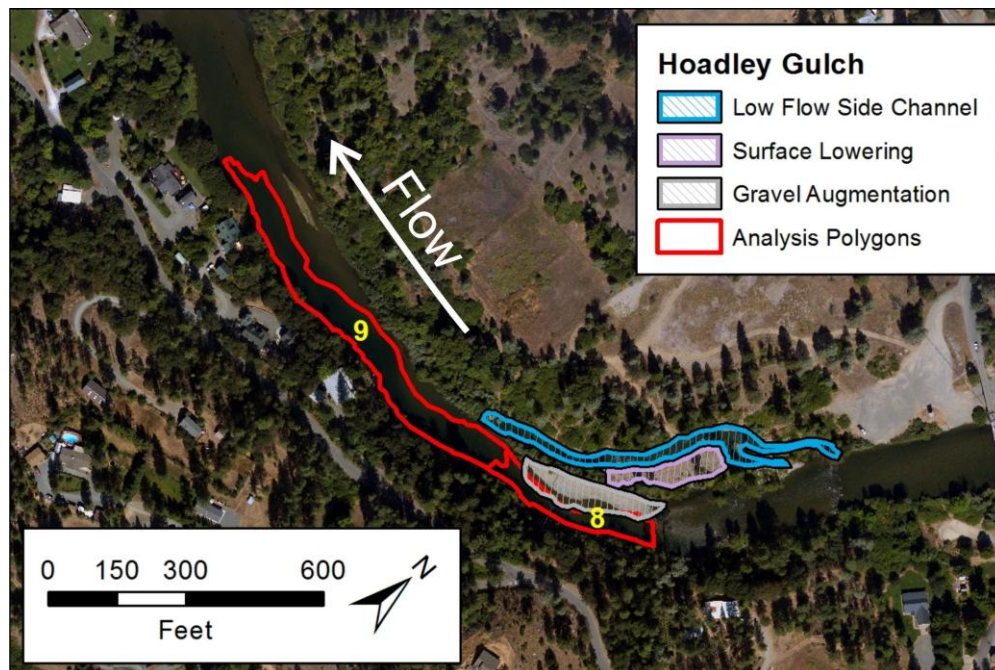 Hoadley Gulch
Low Flow Side Channel
Surface Lowering
Gravel Augmentation
Analysis Polygons
Flow
9
8
0 150 300 600
Feet
N